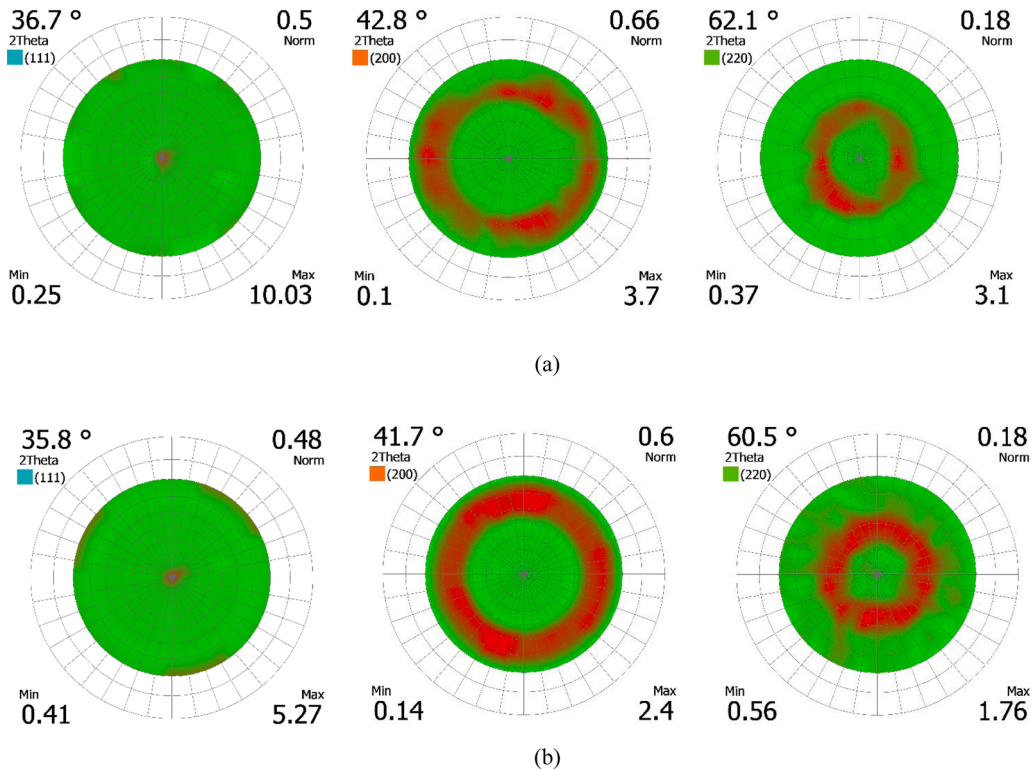 36.7 °
0.5
2Theta
Norm
(111)
Min
Max
0.25
10.03
42.8 °
0.66
2Theta
Norm
(200)
Min
Max
0.1
3.7
62.1 °
0.18
2Theta
Norm
(220)
Min
Max
0.37
3.1
(a)
35.8 °
0.48
2Theta
Norm
(111)
Min
Max
0.41
5.27
41.7 °
0.6
2Theta
Norm
(200)
Min
Max
0.14
2.4
60.5 °
0.18
2Theta
Norm
(220)
Min
Max
0.56
1.76
(b)